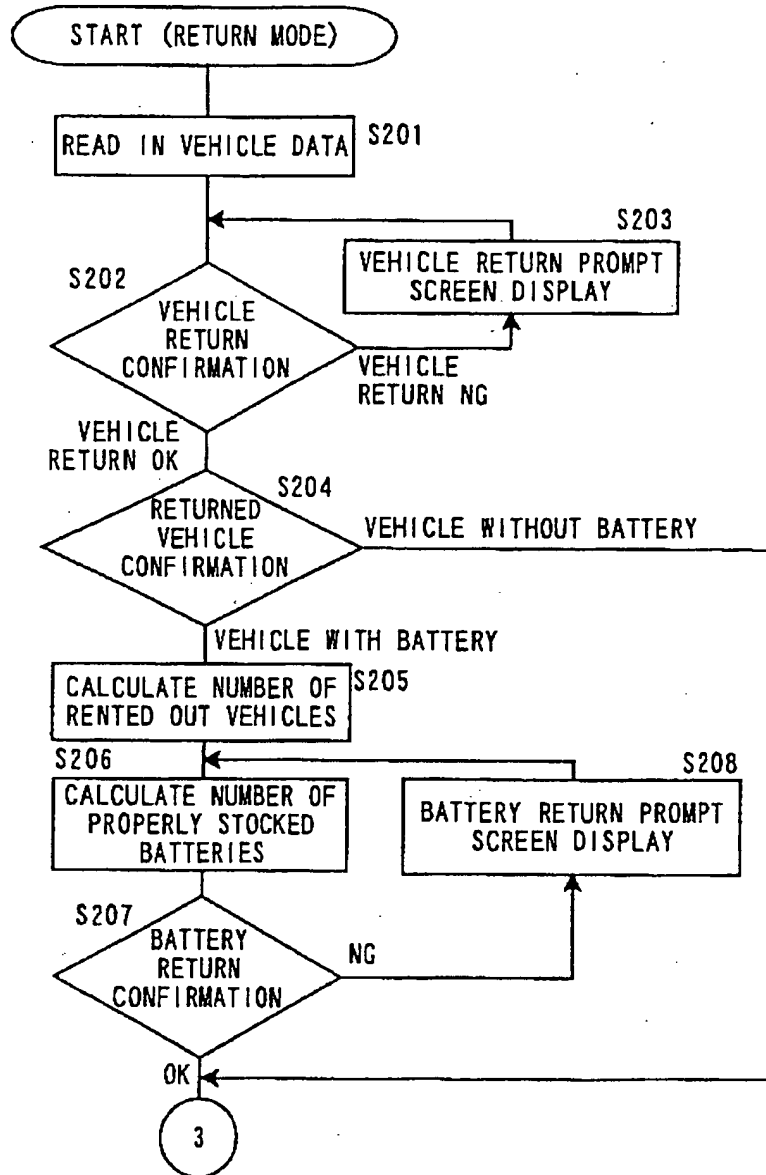 START (RETURN MODE)
READ IN VEHICLE DATA
S201
S203
VEHICLE RETURN PROMPT
SCREEN DISPLAY
S202
VEHICLE
RETURN
CONFIRMATION
VEHICLE
RETURN NG
VEHICLE
RETURN OK
S204
RETURNED
VEHICLE
CONFIRMATION
VEHICLE WITHOUT BATTERY
VEHICLE WITH BATTERY
CALCULATE NUMBER OF
RENTED OUT VEHICLES
S205
S206
CALCULATE NUMBER OF
PROPERLY STOCKED
BATTERIES
S208
BATTERY RETURN PROMPT
SCREEN DISPLAY
S207
BATTERY
RETURN
CONFIRMATION
NG
OK
3